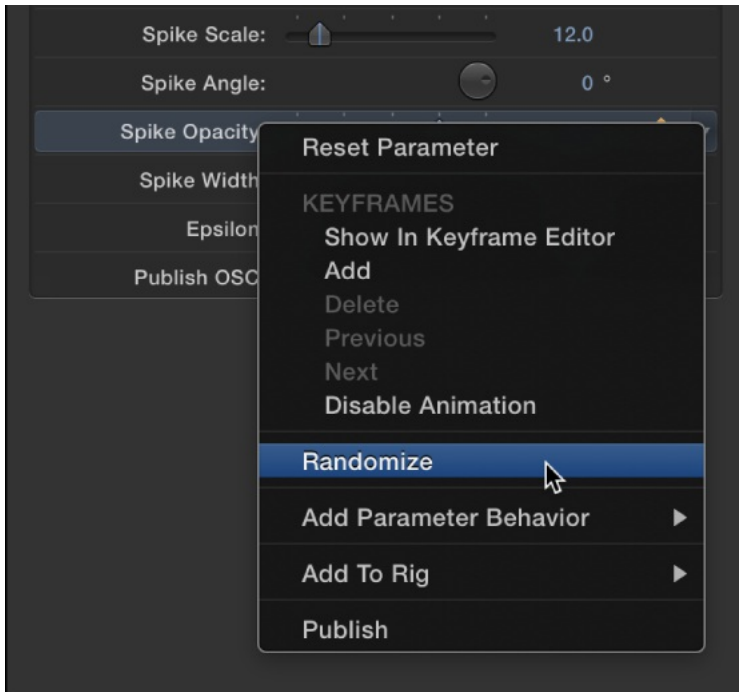 Spike Scale: 12.0
Spike Angle: 0 °
Spike Opacity
Reset Parameter
Spike Width
KEYFRAMES
Epsilon
Show In Keyframe Editor
Add
Publish OSC
Delete
Previous
Next
Disable Animation
Randomize
Add Parameter Behavior
Add To Rig
Publish